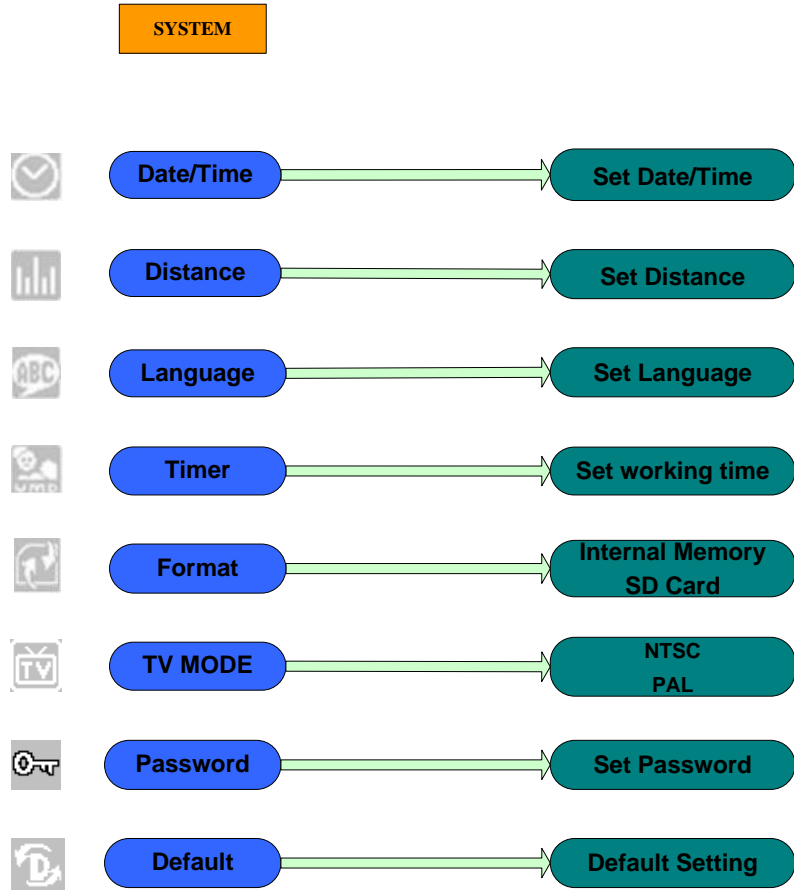 SYSTEM
Date/Time
Set Date/Time
Distance
Set Distance
ABC
Language
Set Language
Timer
Set working time
Format
Internal Memory
SD Card
TV
TV MODE
NTSC
PAL
Password
Set Password
D
Default
Default Setting